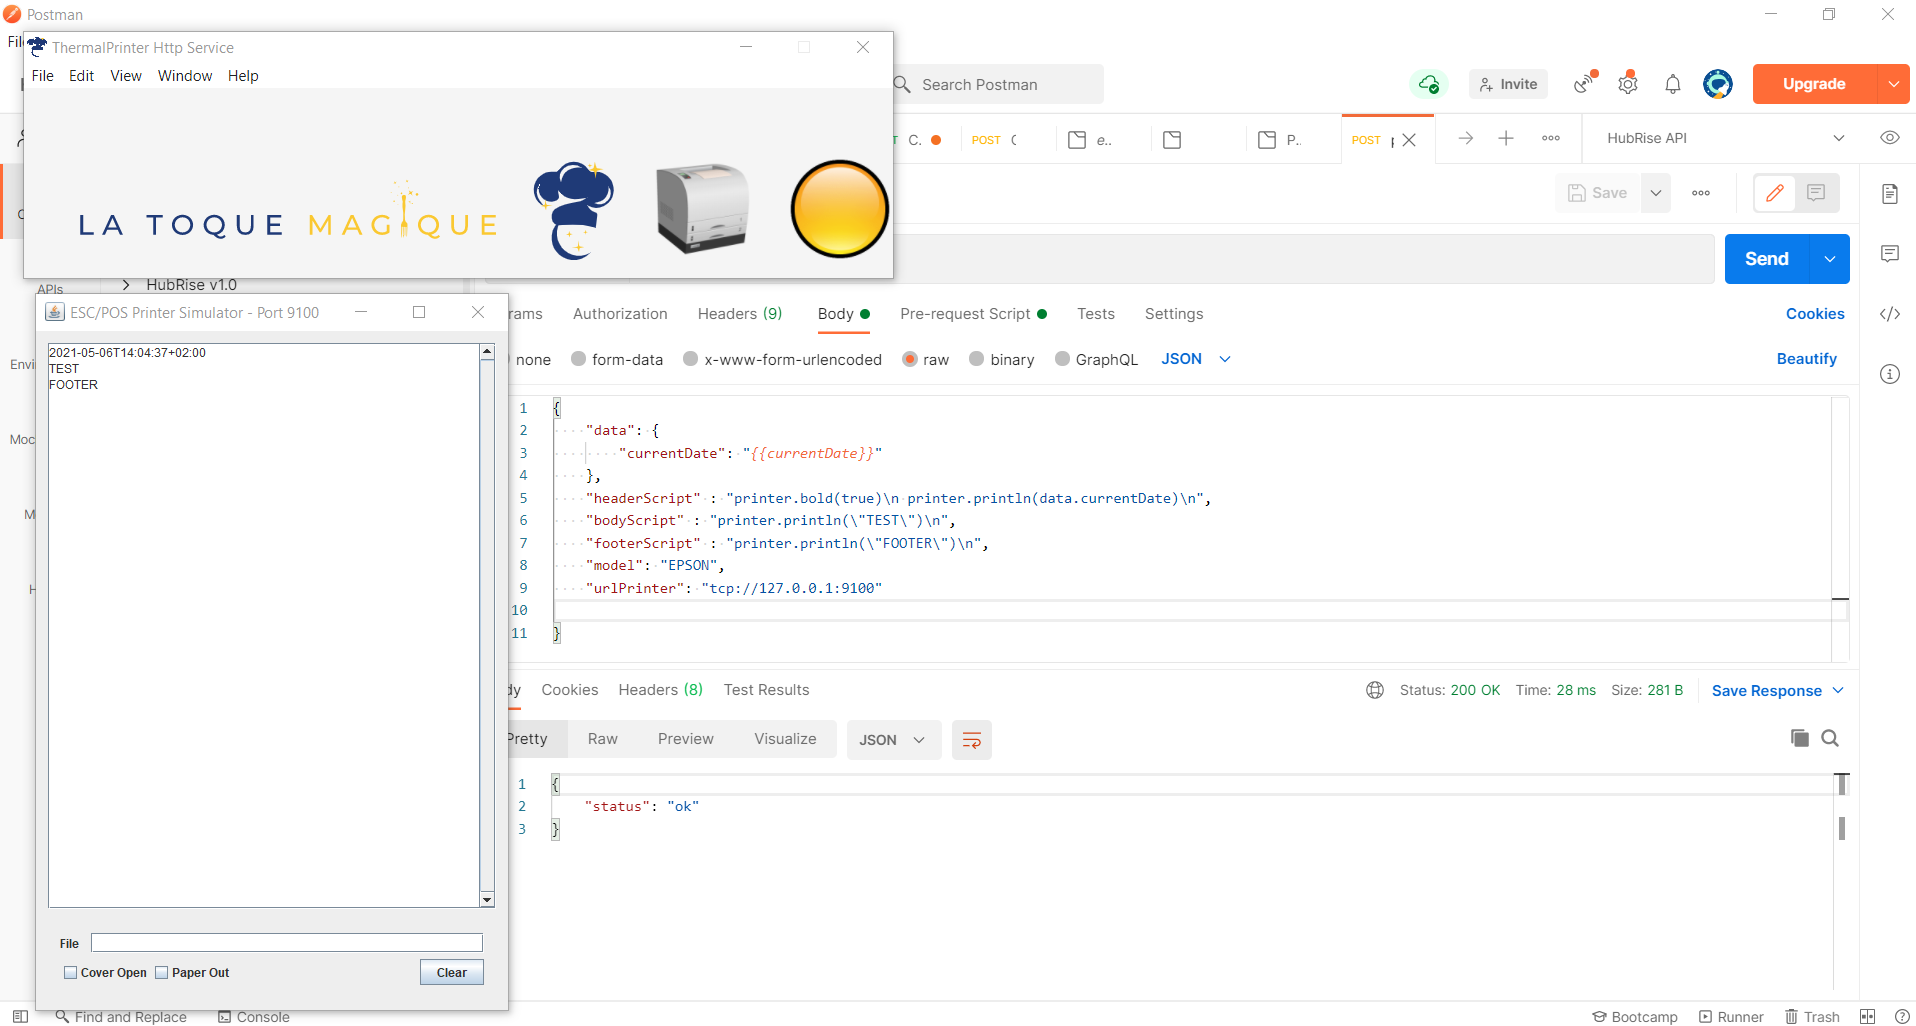 Postman
ThermalPrinter Http Service
File Edit View Window Help
LA TOQUE MAGIQUE
Search Postman
Invite
Upgrade
C.
POST
e..
P..
POST
HubRise API
Save
Send
APIs
HubRise v1.0
ESC/POS Printer Simulator - Port 9100
2021-05-06T14:04:37+02:00
TEST
FOOTER
File
Cover Open Paper Out Clear
Authorization Headers (9) Body Pre-request Script Tests Settings Cookies
none form-data x-www-form-urlencoded raw binary GraphQL JSON Beautify
1 {
2 "data": {
3 "currentDate": "{{currentDate}}"
4 },
5 "headerScript" : "printer.bold(true)\n printer.println(data.currentDate)\n",
6 "bodyScript" : "printer.println(\"TEST\")\n",
7 "footerScript" : "printer.println(\"FOOTER\")\n",
8 "model": "EPSON",
9 "urlPrinter": "tcp://127.0.0.1:9100"
10
11 }
Cookies Headers (8) Test Results Status: 200 OK Time: 28 ms Size: 281 B Save Response
Pretty Raw Preview Visualize JSON
1 {
2 "status": "ok"
3 }
Find and Replace Console Bootcamp Runner Trash